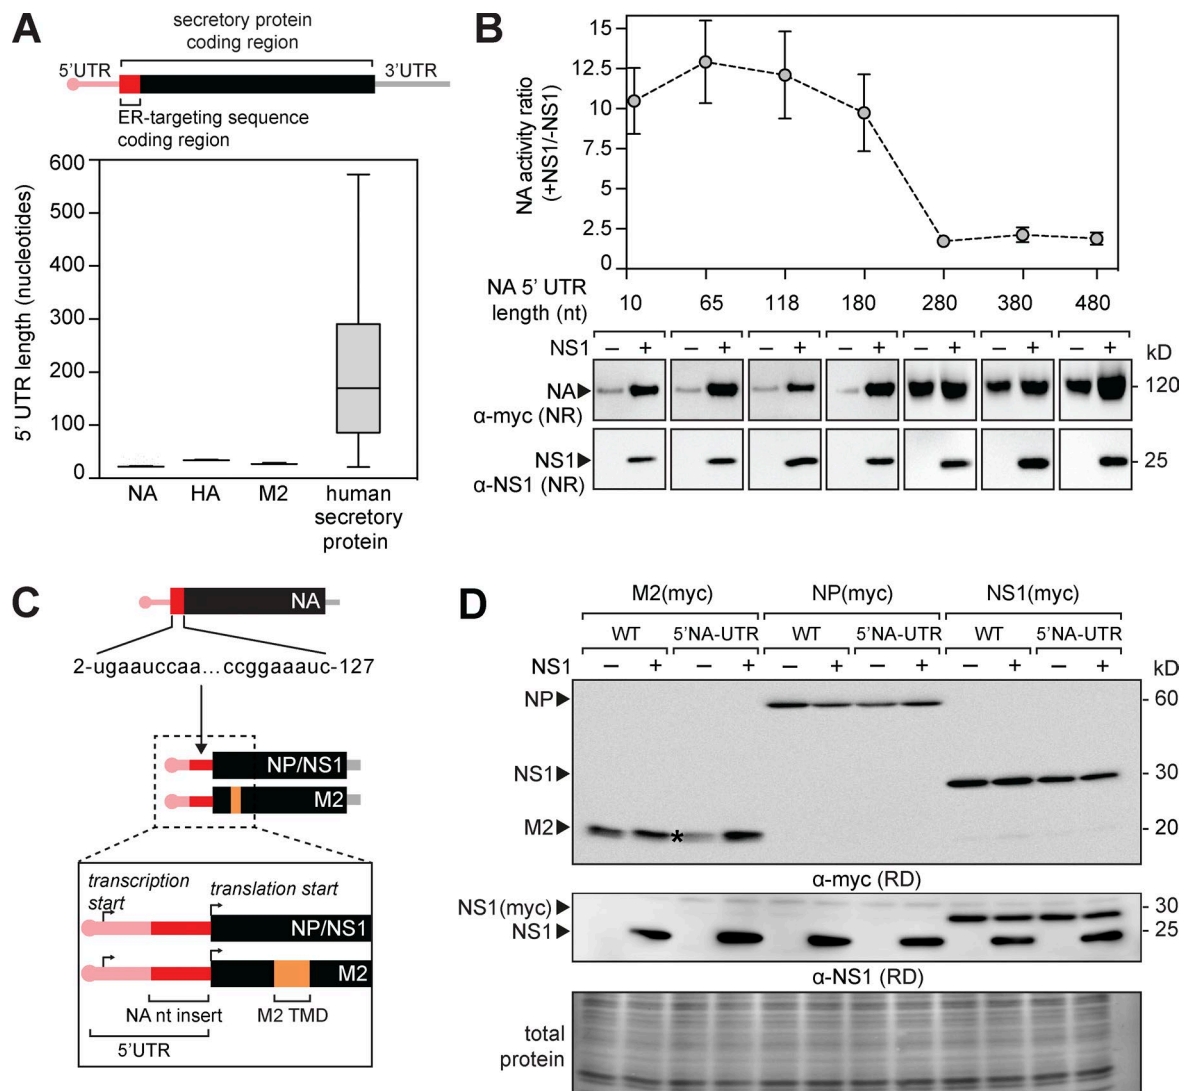 A
secretory protein
coding region
5'UTR
3'UTR
ER-targeting sequence
coding region
5' UTR length (nucleotides)
600
500
400
300
200
100
0
NA HA M2 human
secretory
protein
B
NA activity ratio
(+NS1/-NS1)
15
12.5
10
7.5
5
2.5
0
NA 5' UTR
length (nt)
10 65 118 180 280 380 480
NS1 – + – + – + – + – + – + – + kD
NA
α-myc (NR)
120
NS1
α-NS1 (NR)
25
C
NA
2-ugaauccaa...ccggaaauc-127
NP/NS1
M2
transcription
start
translation start
NP/NS1
M2
NA nt insert
M2 TMD
5'UTR
D
M2(myc) NP(myc) NS1(myc)
WT 5'NA-UTR WT 5'NA-UTR WT 5'NA-UTR
NS1 – + – + – + – + – + – + kD
NP
60
NS1
30
M2
*
20
α-myc (RD)
NS1(myc)
30
NS1
25
α-NS1 (RD)
total
protein